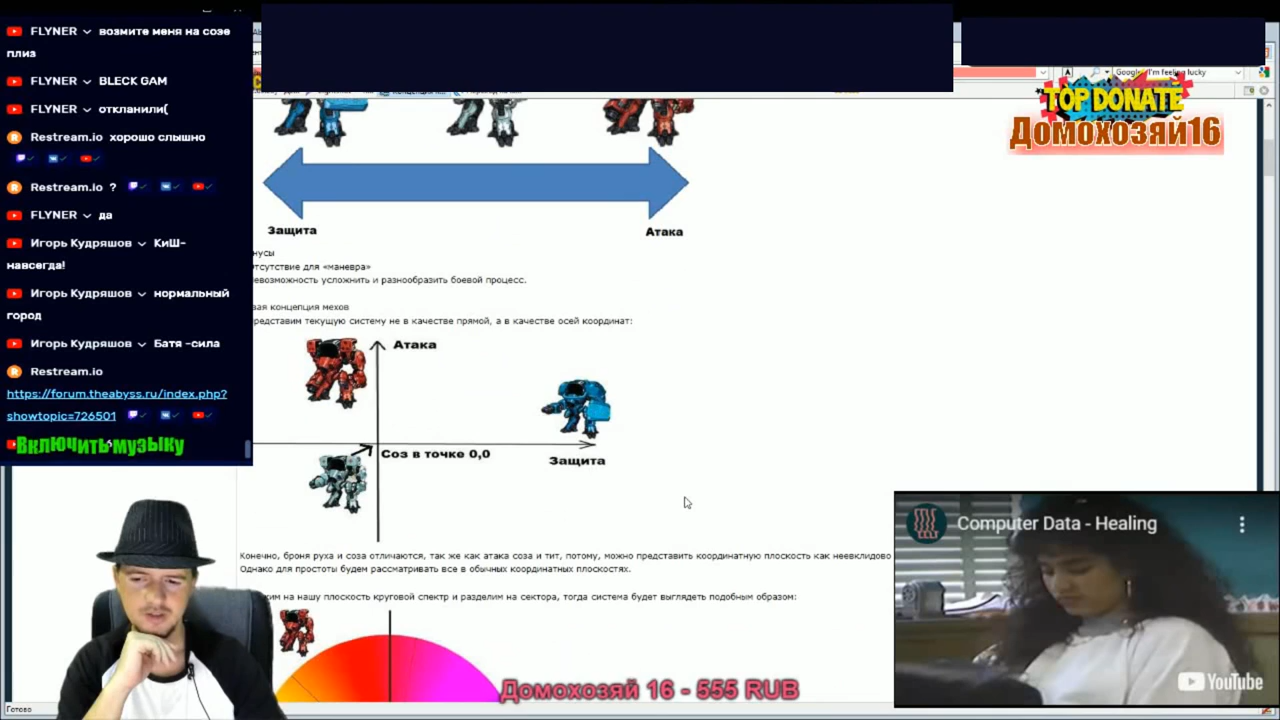 FLYNER возмите меня на созе
плиз
FLYNER BLECK GAM
FLYNER откланили(
Restream.io хорошо слышно
Restream.io ?
FLYNER да
Игорь Кудряшов КиШ-
навсегда!
Игорь Кудряшов нормальный
город
Игорь Кудряшов Батя -сила
Restream.io
https://forum.theabyss.ru/index.php?
showtopic=726501
Включить музыку
Google
I'm feeling lucky
TOP DONATE
Домохозяй16
Защита
Атака
нусы
тсутствие для «маневра»
евозможность усложнить и разнообразить боевой процесс.
вая концепция мехов
редставим текущую систему не в качестве прямой, а в качестве осей координат:
Атака
Соз в точке 0,0
Защита
Конечно, броня руха и соза отличаются, так же как атака соза и тит, потому, можно представить координатную плоскость как неевклидово
Однако для простоты будем рассматривать все в обычных координатных плоскостях.
им на нашу плоскость круговой спектр и разделим на сектора, тогда система будет выглядеть подобным образом:
Computer Data - Healing
YouTube
Домохозяй 16 - 555 RUB
Готово